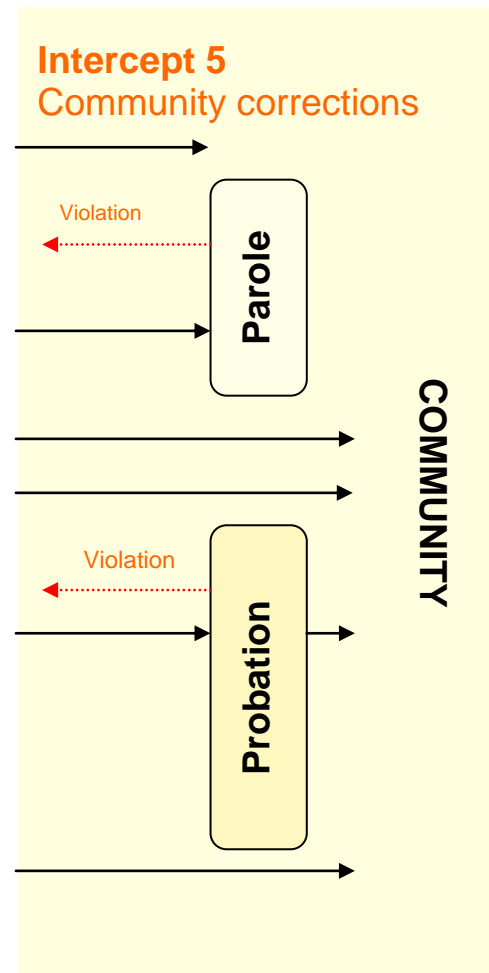 Intercept 5
Community corrections
Violation
Parole
COMMUNITY
Violation
Probation